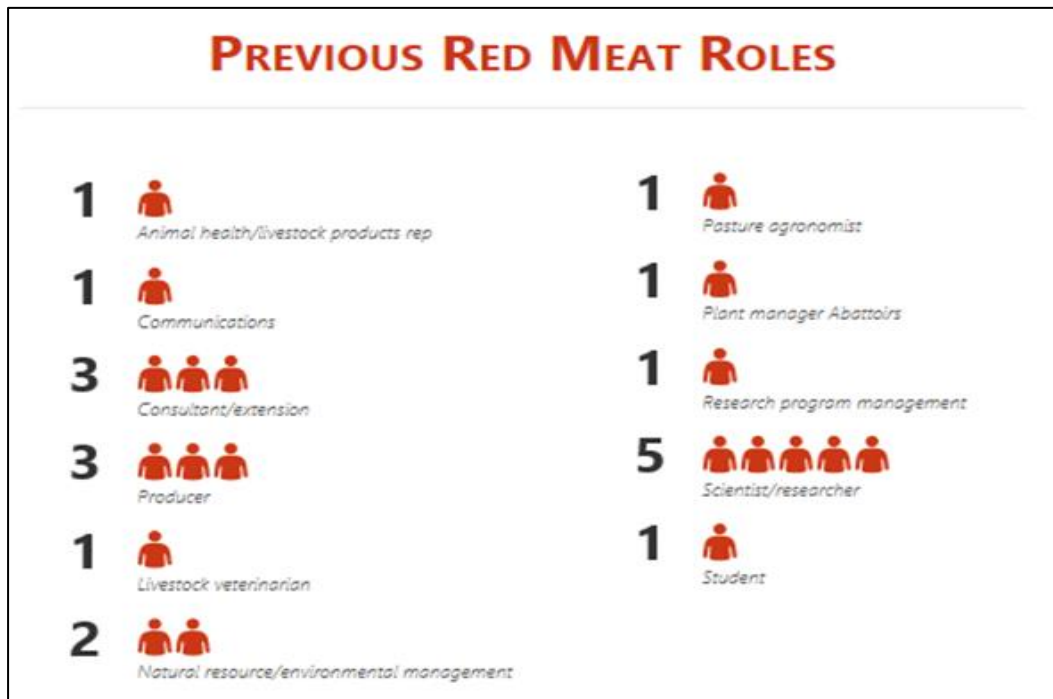 PREVIOUS RED MEAT ROLES
1
Animal health/livestock products rep
1
Communications
3
Consultant/extension
3
Producer
1
Livestock veterinarian
2
Natural resource/environmental management
1
Pasture agronomist
1
Plant manager Abattoirs
1
Research program management
5
Scientist/researcher
1
Student